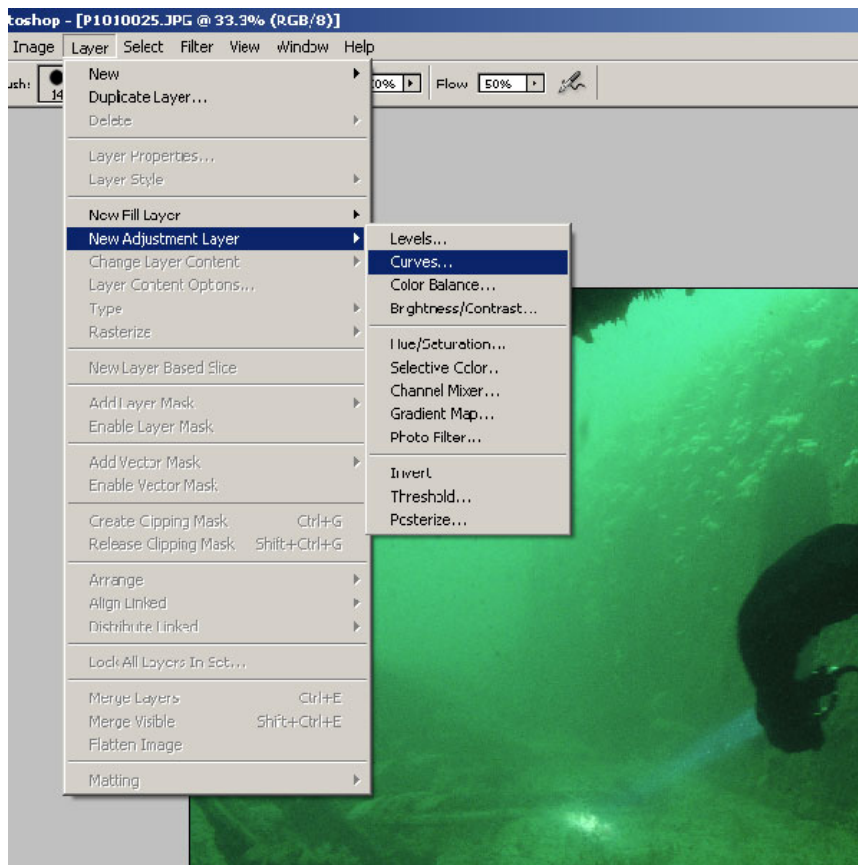 toshop - [P1010025.JPG @ 33.3% (RGB/8)]
Image Layer Select Filter View Window Help
ush: 14 0% Flow 50%
New
Duplicate Layer...
Delete
Layer Properties...
Layer Style
New Fill Layer
New Adjustment Layer
Change Layer Content
Layer Content Options...
Type
Rasterize
New Layer Based Slice
Add Layer Mask
Enable Layer Mask
Add Vector Mask
Enable Vector Mask
Create Clipping Mask Ctrl+G
Release Clipping Mask Shift+Ctrl+G
Arrange
Align Linked
Distribute Linked
Lock All Layers In Set...
Merge Layers Ctrl+E
Merge Visible Shift+Ctrl+E
Flatten Image
Matting
Levels...
Curves...
Color Balance...
Brightness/Contrast...
Hue/Saturation...
Selective Color...
Channel Mixer...
Gradient Map...
Photo Filter...
Invert
Threshold...
Posterize...